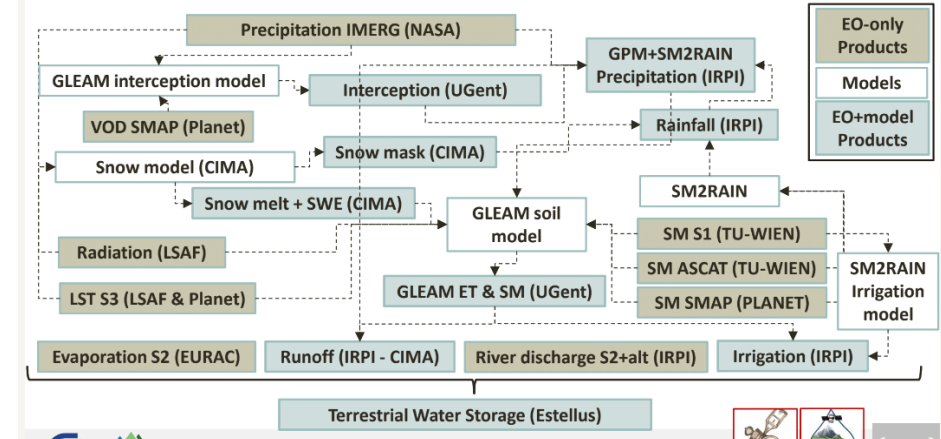 Precipitation IMERG (NASA)
EO-only
Products
GPM+SM2RAIN
Precipitation (IRPI)
GLEAM interception model
Models
Interception (UGent)
EO+model
Products
VOD SMAP (Planet)
Rainfall (IRPI)
Snow mask (CIMA)
Snow model (CIMA)
SM2RAIN
Snow melt + SWE (CIMA)
GLEAM soil
model
SM S1 (TU-WIEN)
Radiation (LSAF)
SM ASCAT (TU-WIEN)
SM2RAIN
Irrigation
model
GLEAM ET & SM (UGent)
LST S3 (LSAF & Planet)
SM SMAP (PLANET)
Evaporation S2 (EURAC)
Runoff (IRPI - CIMA)
River discharge S2+alt (IRPI)
Irrigation (IRPI)
Terrestrial Water Storage (Estellus)